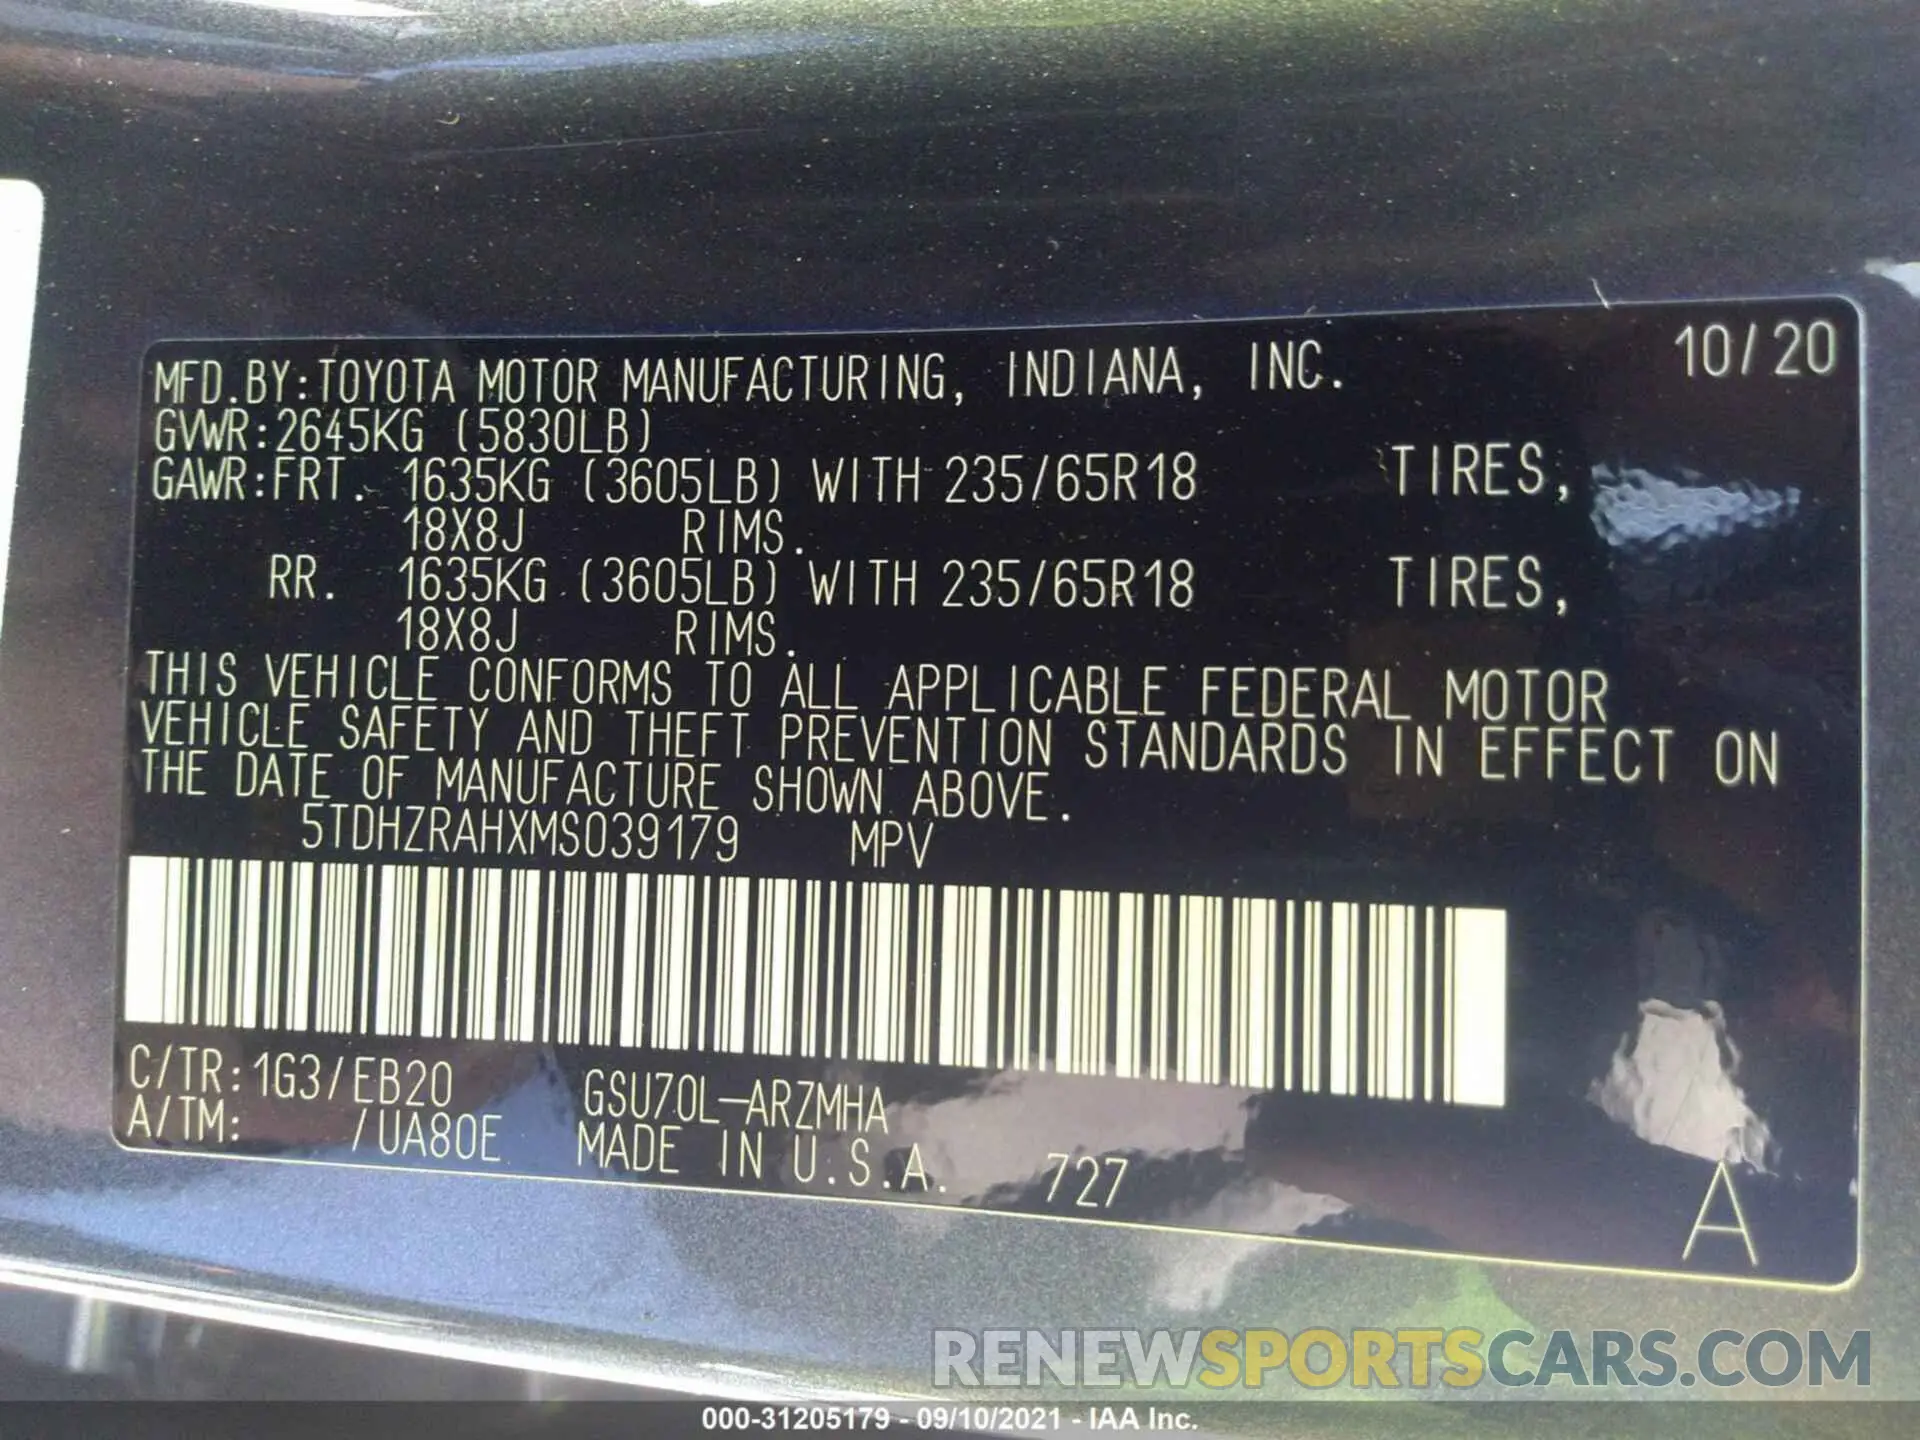 MFD.BY:TOYOTA MOTOR MANUFACTURING, INDIANA, INC. 10/20
GVWR:2645KG (5830LB)
GAWR:FRT. 1635KG (3605LB) WITH 235/65R18 TIRES,
18X8J RIMS.
RR. 1635KG (3605LB) WITH 235/65R18 TIRES,
18X8J RIMS.
THIS VEHICLE CONFORMS TO ALL APPLICABLE FEDERAL MOTOR
VEHICLE SAFETY AND THEFT PREVENTION STANDARDS IN EFFECT ON
THE DATE OF MANUFACTURE SHOWN ABOVE.
5TDHZRAHXMS039179 MPV
C/TR:1G3/EB20 GSU70L-ARZMHA
A/TM: /UA80E MADE IN U.S.A. 727
A
RENEWSPORTSCARS.COM
000-31205179 - 09/10/2021 - IAA Inc.